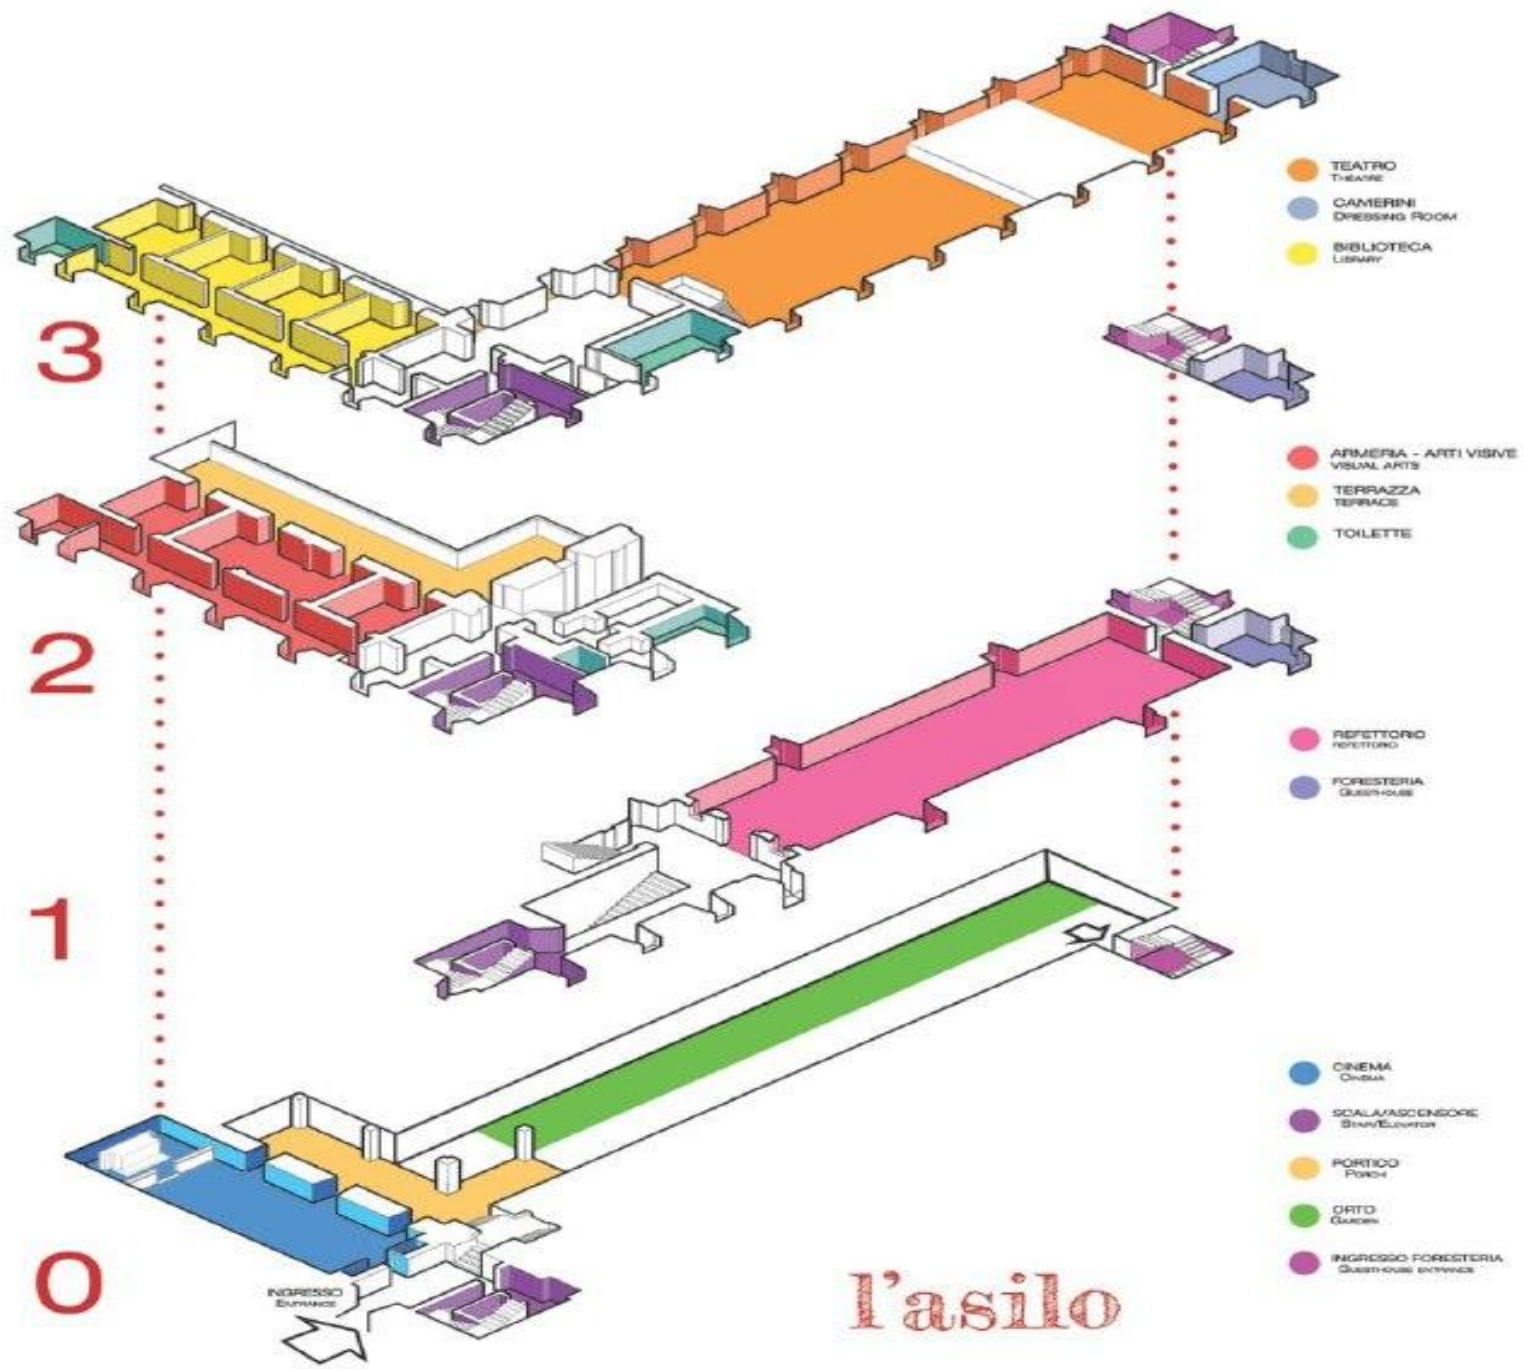 TEATRO
THEATRE
CAMERINI
DRESSING ROOM
BIBLIOTECA
LIBRARY
3
ARMERIA - ARTI VISIVE
VISUAL ARTS
TERRAZZA
TERRACE
TOILETTE
2
REFETTORIO
REFETTORIO
FORESTERIA
GUESTHOUSE
1
CINEMA
CINEMA
SCALA/ASCENSORE
STAIR/ELEVATOR
PORTICO
PORCH
ORTO
GARDEN
INGRESSO FORESTERIA
GUESTHOUSE ENTRANCE
0
INGRESSO
ENTRANCE
l'asilo